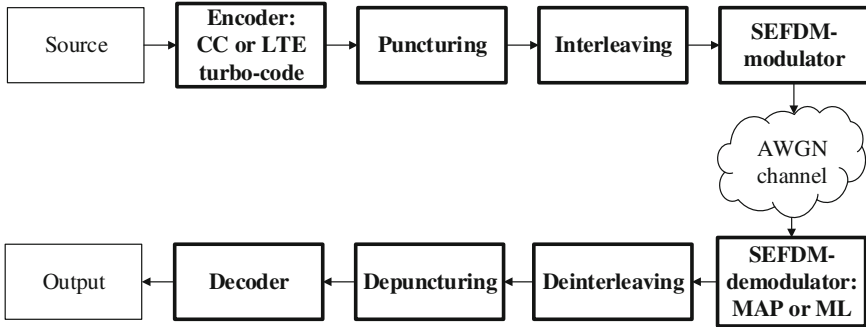 Source
Encoder:
CC or LTE
turbo-code
Puncturing
Interleaving
SEFDM-
modulator
AWGN
channel
SEFDM-
demodulator:
MAP or ML
Deinterleaving
Depuncturing
Decoder
Output